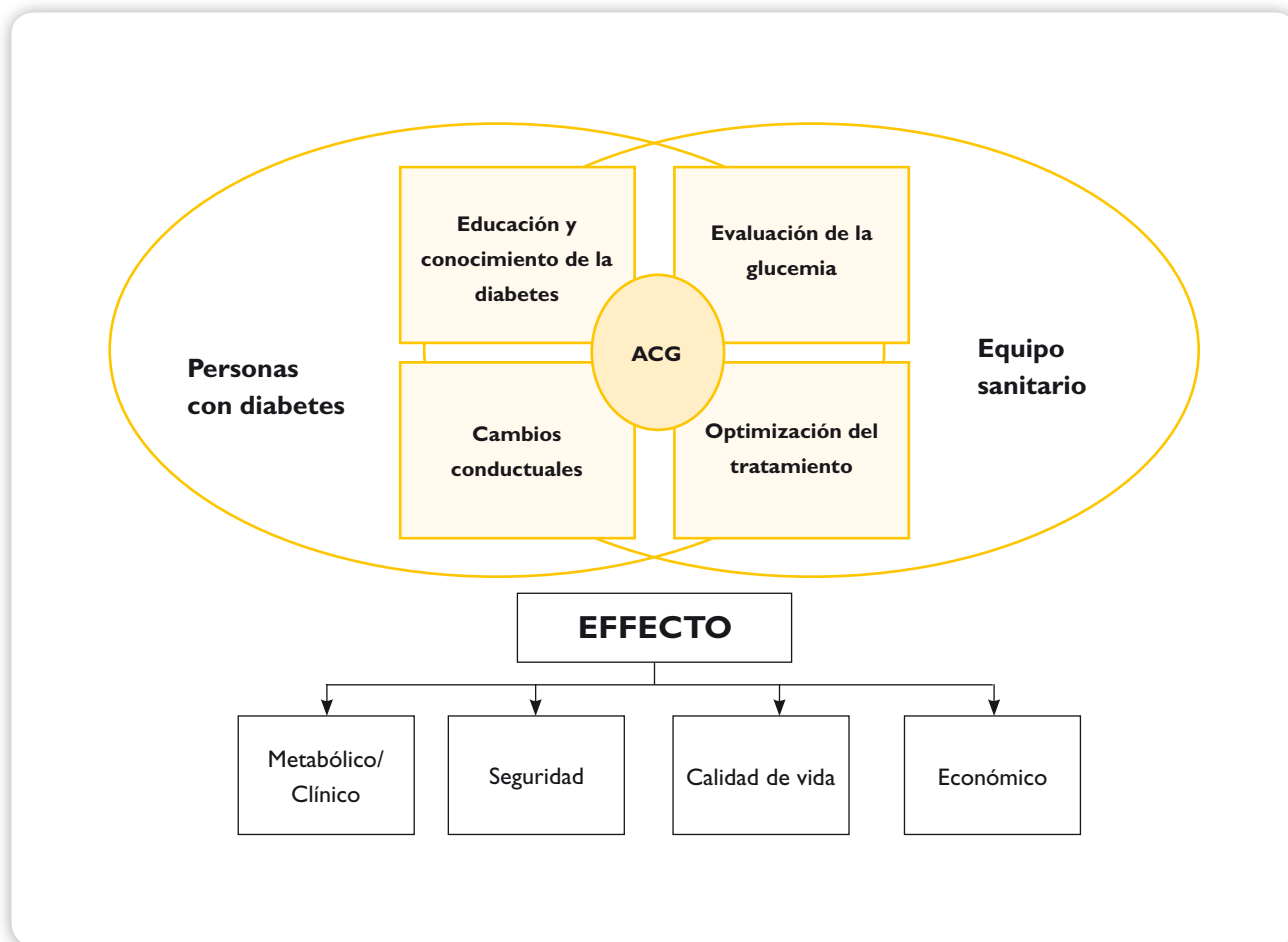 Educación y
conocimiento de la
diabetes
Evaluación de la
glucemia
Personas
con diabetes
ACG
Equipo
sanitario
Cambios
conductuales
Optimización del
tratamiento
EFFECTO
Metabólico/
Clínico
Seguridad
Calidad de vida
Económico